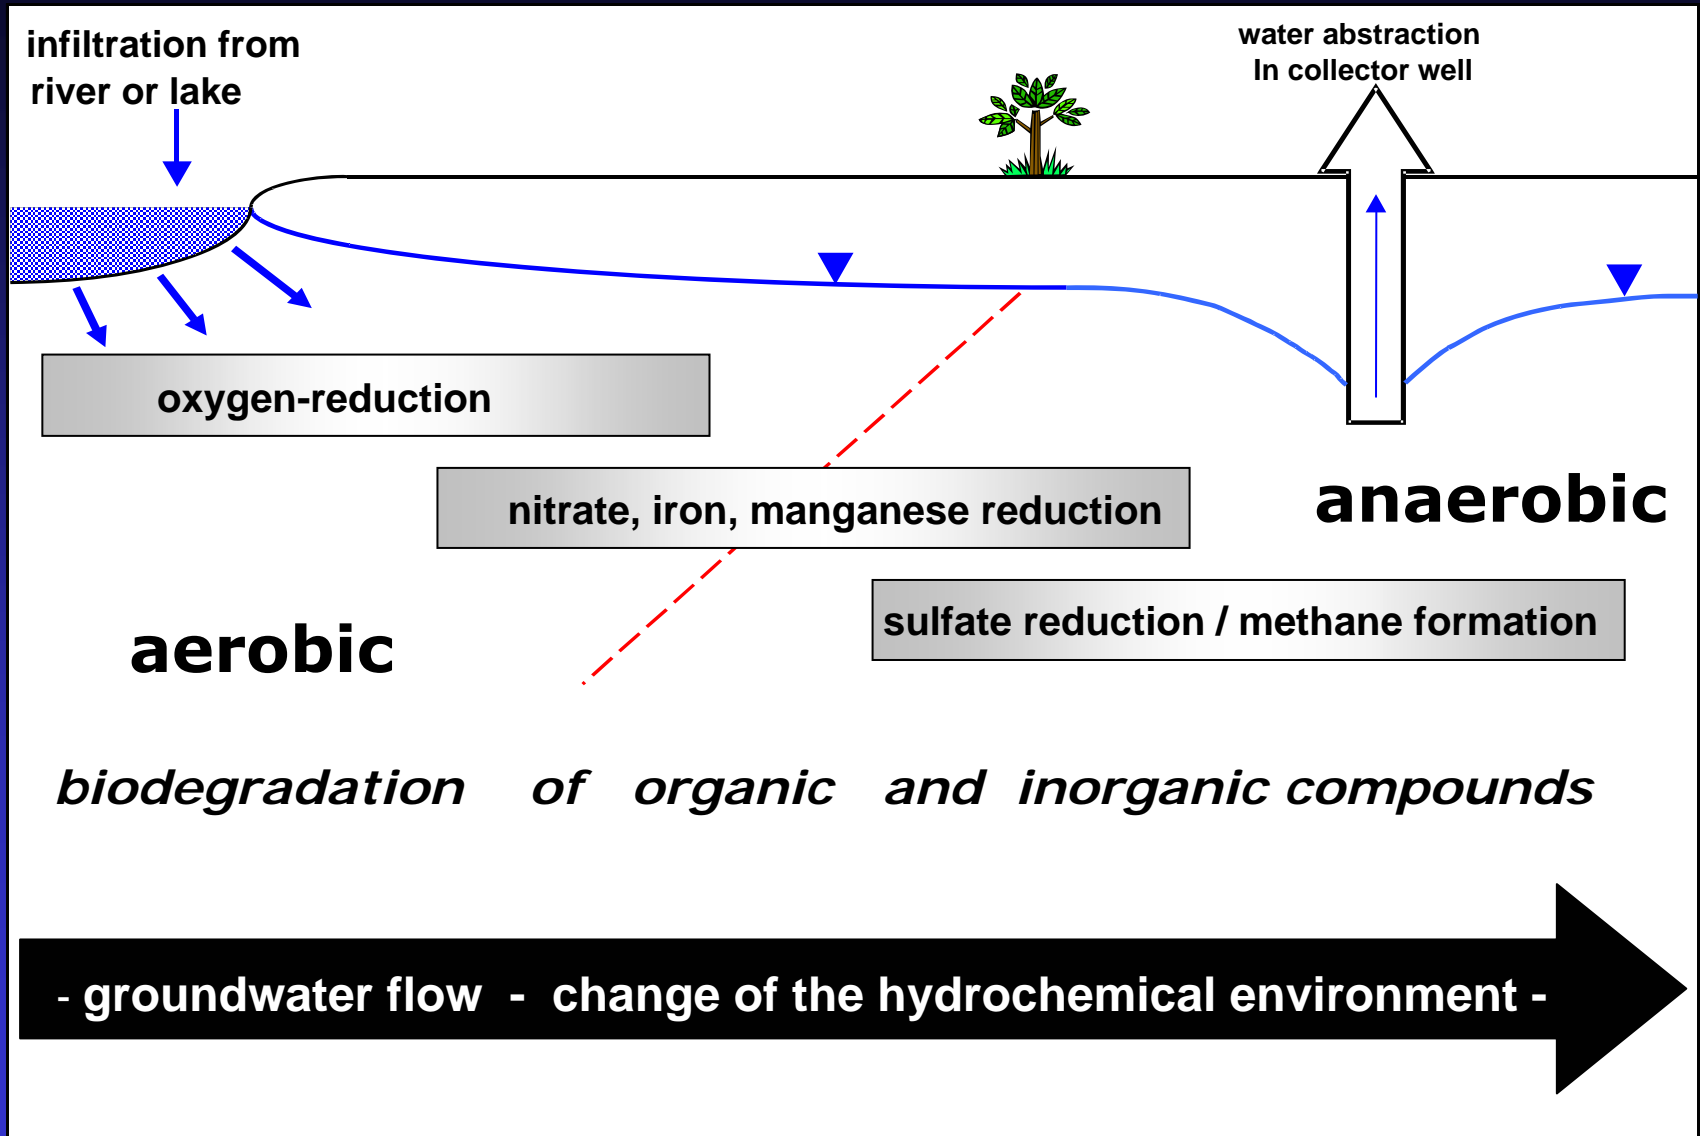 infiltration from
river or lake
water abstraction
In collector well
oxygen-reduction
nitrate, iron, manganese reduction
anaerobic
sulfate reduction / methane formation
aerobic
biodegradation of organic and inorganic compounds
- groundwater flow - change of the hydrochemical environment -